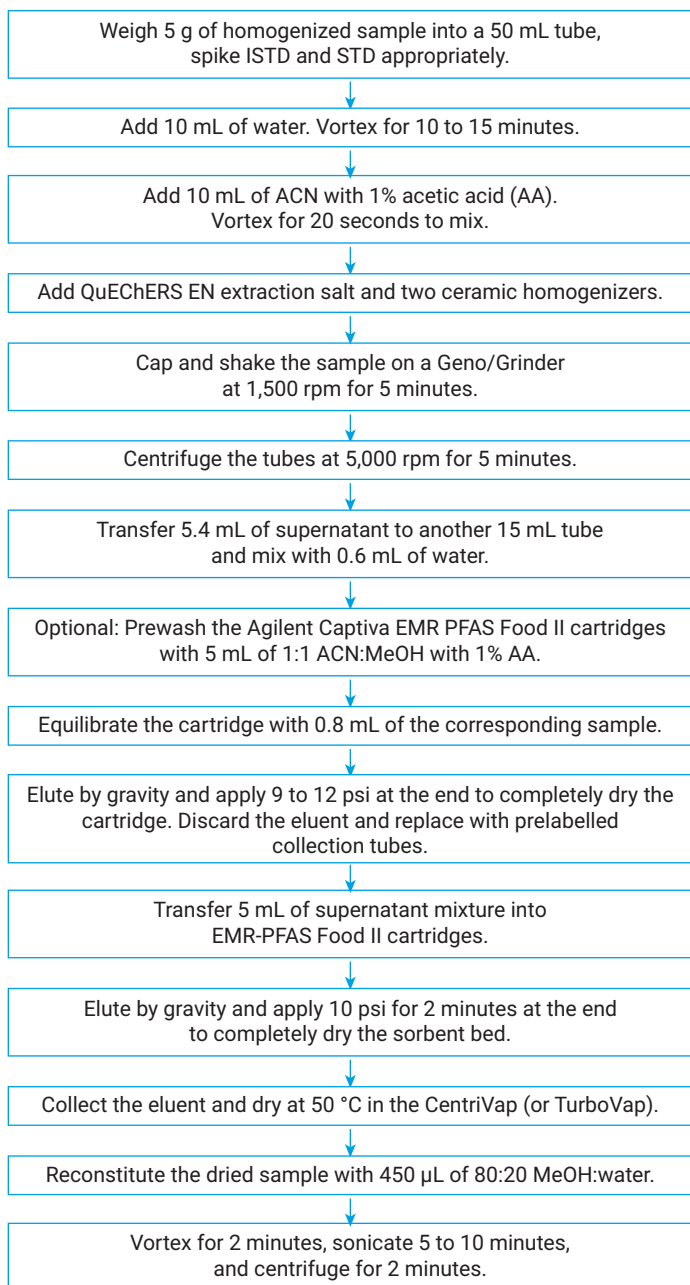 Weigh 5 g of homogenized sample into a 50 mL tube,
spike ISTD and STD appropriately.
Add 10 mL of water. Vortex for 10 to 15 minutes.
Add 10 mL of ACN with 1% acetic acid (AA).
Vortex for 20 seconds to mix.
Add QuEChERS EN extraction salt and two ceramic homogenizers.
Cap and shake the sample on a Geno/Grinder
at 1,500 rpm for 5 minutes.
Centrifuge the tubes at 5,000 rpm for 5 minutes.
Transfer 5.4 mL of supernatant to another 15 mL tube
and mix with 0.6 mL of water.
Optional: Prewash the Agilent Captiva EMR PFAS Food II cartridges
with 5 mL of 1:1 ACN:MeOH with 1% AA.
Equilibrate the cartridge with 0.8 mL of the corresponding sample.
Elute by gravity and apply 9 to 12 psi at the end to completely dry the
cartridge. Discard the eluent and replace with prelabelled
collection tubes.
Transfer 5 mL of supernatant mixture into
EMR-PFAS Food II cartridges.
Elute by gravity and apply 10 psi for 2 minutes at the end
to completely dry the sorbent bed.
Collect the eluent and dry at 50 °C in the CentriVap (or TurboVap).
Reconstitute the dried sample with 450 µL of 80:20 MeOH:water.
Vortex for 2 minutes, sonicate 5 to 10 minutes,
and centrifuge for 2 minutes.